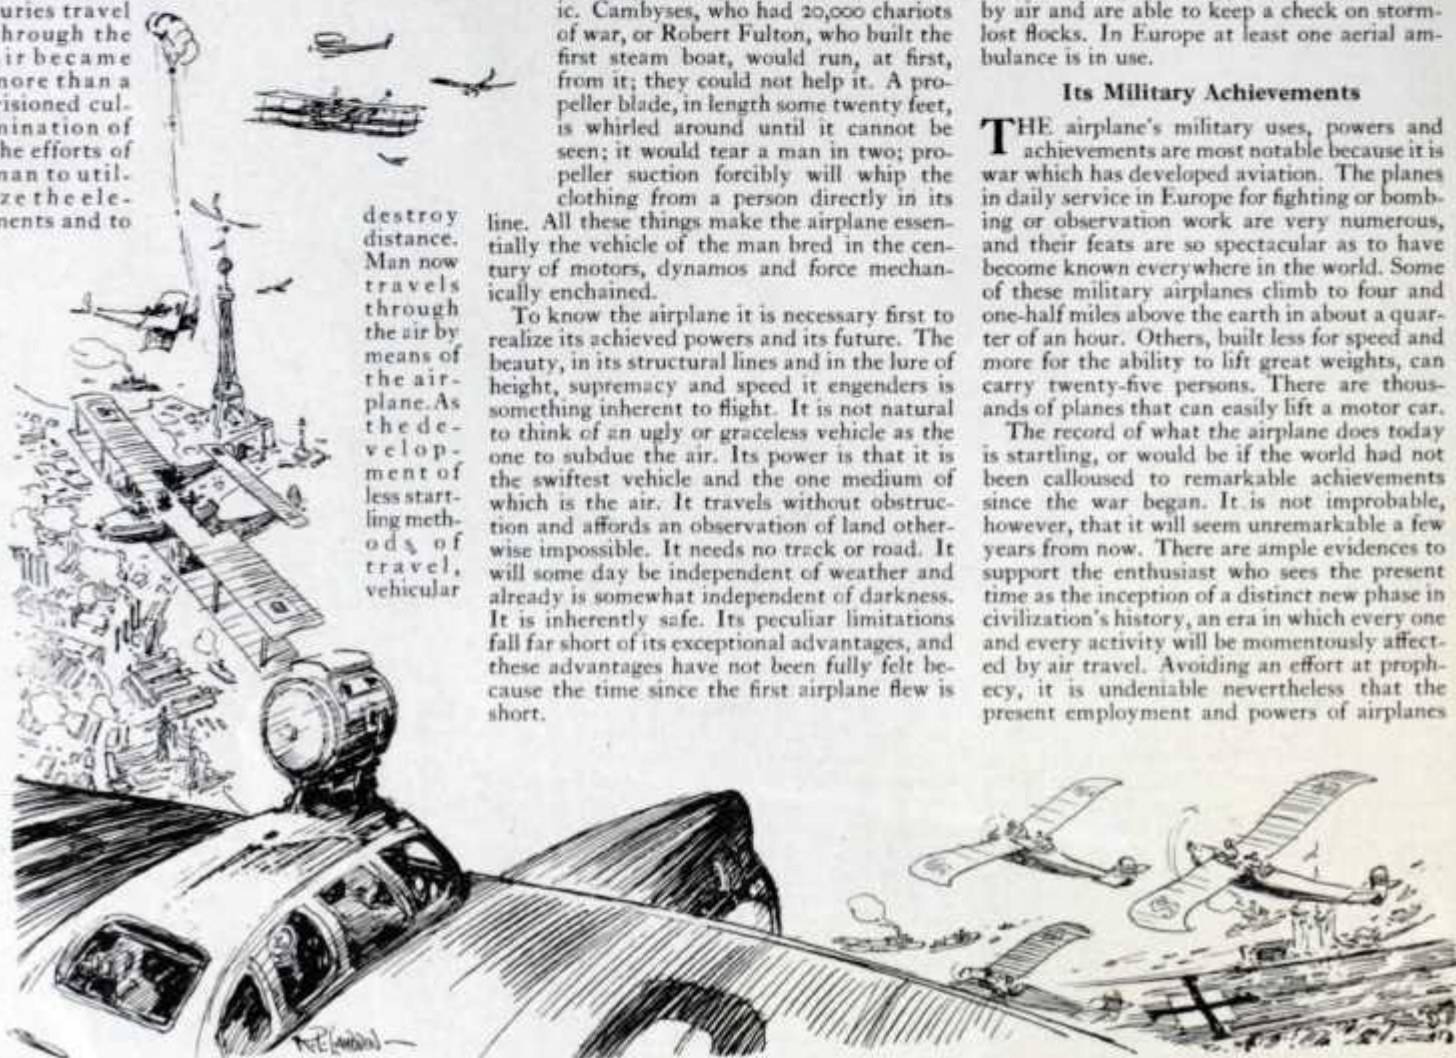 uries travel
hrough the
ir became
more than a
visioned cul-
mination of
he efforts of
man to util-
ze the ele-
ments and to
destroy
distance.
Man now
travels
through
the air by
means of
the air-
plane. As
the de-
velop-
ment of
less start-
ling meth-
ods of
travel,
vehicular
ic. Cambyses, who had 20,000 chariots
of war, or Robert Fulton, who built the
first steam boat, would run, at first,
from it; they could not help it. A pro-
peller blade, in length some twenty feet,
is whirled around until it cannot be
seen; it would tear a man in two; pro-
peller suction forcibly will whip the
clothing from a person directly in its
line. All these things make the airplane essen-
tially the vehicle of the man bred in the cen-
tury of motors, dynamos and force mechan-
ically enchained.
To know the airplane it is necessary first to
realize its achieved powers and its future. The
beauty, in its structural lines and in the lure of
height, supremacy and speed it engenders is
something inherent to flight. It is not natural
to think of an ugly or graceless vehicle as the
one to subdue the air. Its power is that it is
the swiftest vehicle and the one medium of
which is the air. It travels without obstruc-
tion and affords an observation of land other-
wise impossible. It needs no track or road. It
will some day be independent of weather and
already is somewhat independent of darkness.
It is inherently safe. Its peculiar limitations
fall far short of its exceptional advantages, and
these advantages have not been fully felt be-
cause the time since the first airplane flew is
short.
by air and are able to keep a check on storm-
lost flocks. In Europe at least one aerial am-
bulance is in use.
Its Military Achievements
THE airplane's military uses, powers and
achievements are most notable because it is
war which has developed aviation. The planes
in daily service in Europe for fighting or bomb-
ing or observation work are very numerous,
and their feats are so spectacular as to have
become known everywhere in the world. Some
of these military airplanes climb to four and
one-half miles above the earth in about a quar-
ter of an hour. Others, built less for speed and
more for the ability to lift great weights, can
carry twenty-five persons. There are thous-
ands of planes that can easily lift a motor car.
The record of what the airplane does today
is startling, or would be if the world had not
been calloused to remarkable achievements
since the war began. It is not improbable,
however, that it will seem unremarkable a few
years from now. There are ample evidences to
support the enthusiast who sees the present
time as the inception of a distinct new phase in
civilization's history, an era in which every one
and every activity will be momentously affect-
ed by air travel. Avoiding an effort at proph-
ecy, it is undeniable nevertheless that the
present employment and powers of airplanes